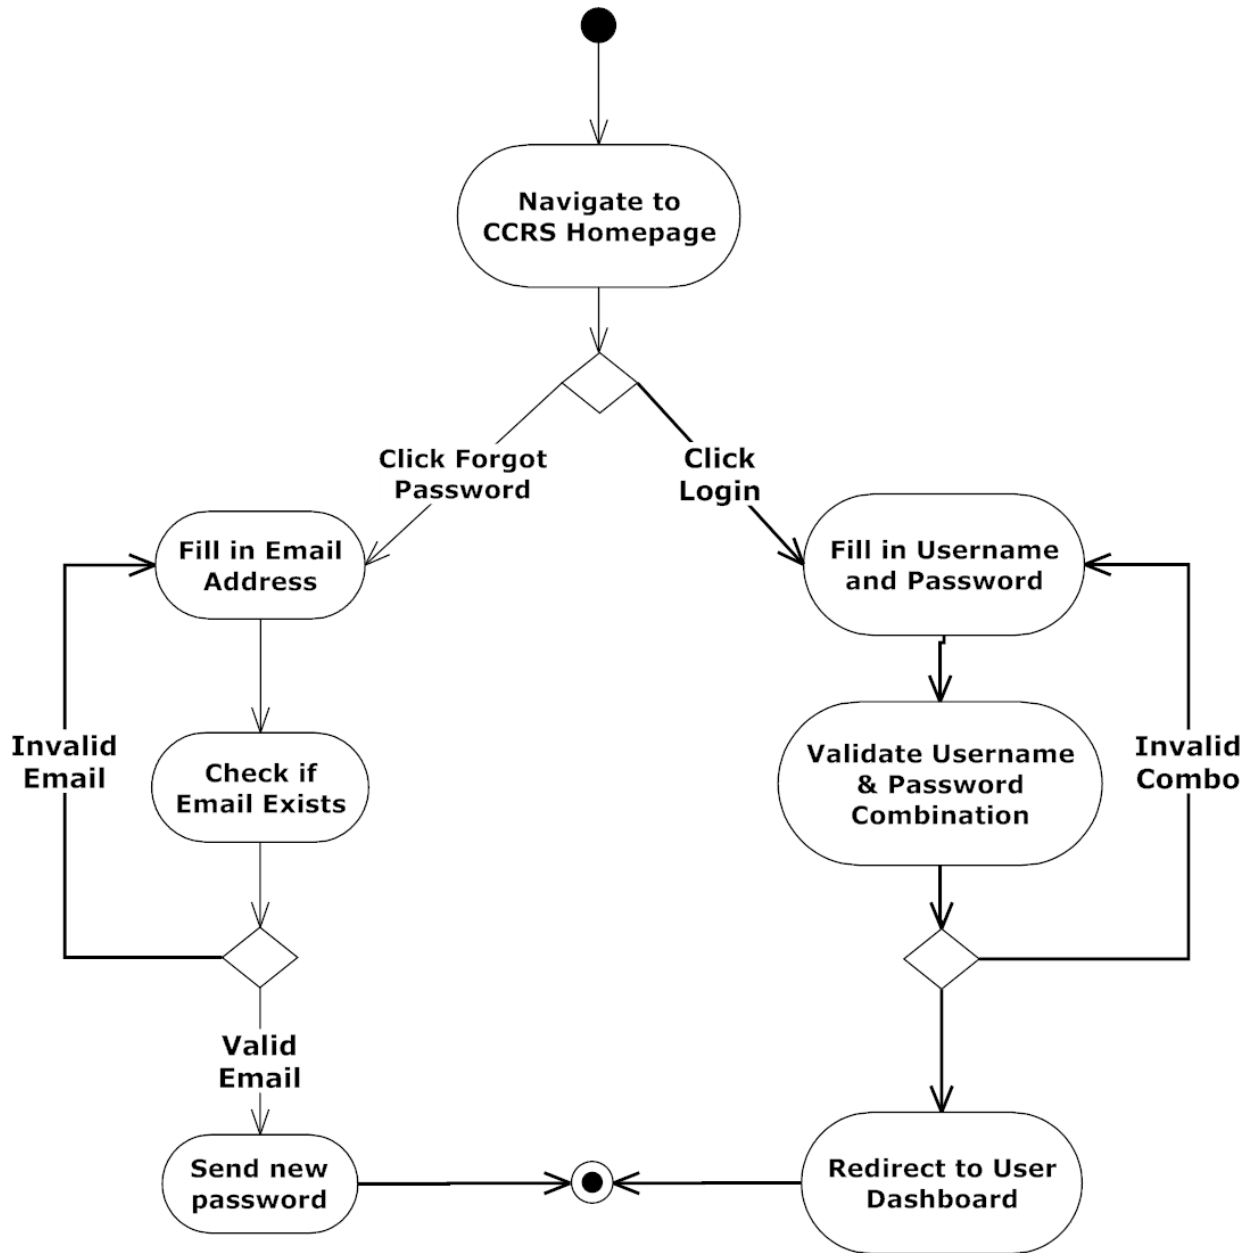 Navigate to
CCRS Homepage
Click Forgot
Password
Click
Login
Fill in Email
Address
Fill in Username
and Password
Invalid
Email
Check if
Email Exists
Validate Username
& Password
Combination
Invalid
Combo
Valid
Email
Send new
password
Redirect to User
Dashboard